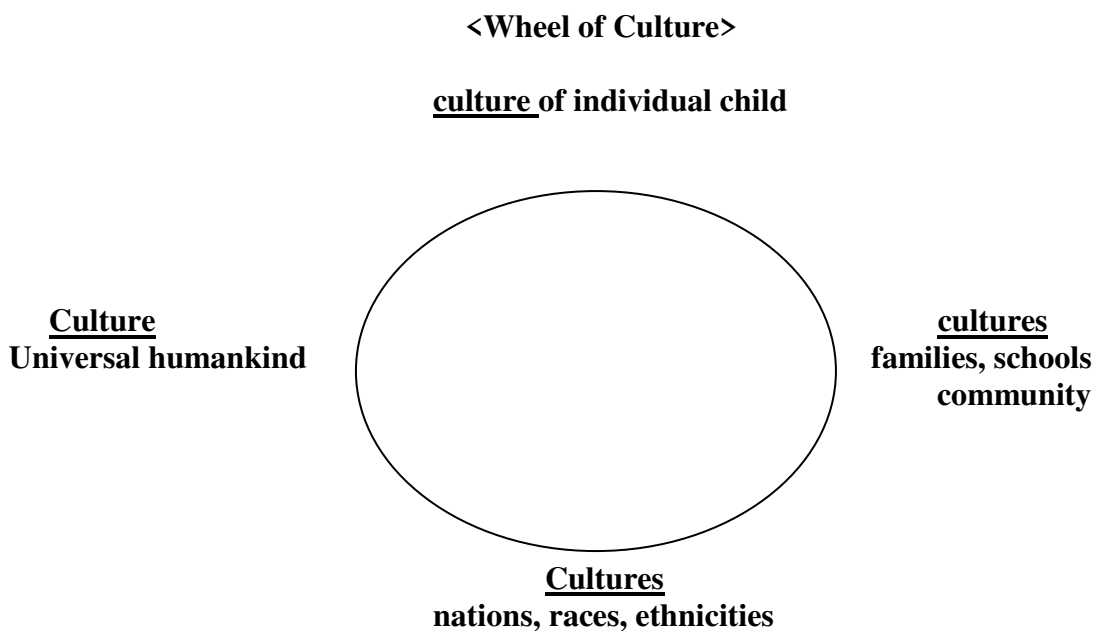 <Wheel of Culture>
culture of individual child
Culture
Universal humankind
cultures
families, schools
community
Cultures
nations, races, ethnicities